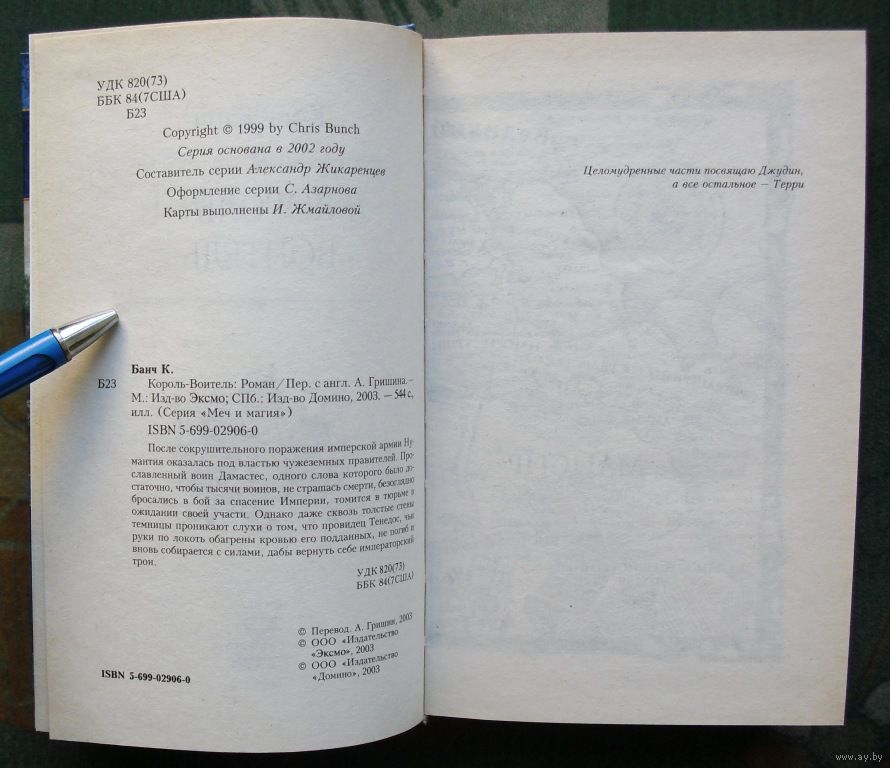 УДК 820(73)
ББК 84(7США)
Б23
Copyright © 1999 by Chris Bunch
Серия основана в 2002 году
Составитель серии Александр Жикаренцев
Оформление серии С. Азарнова
Карты выполнены И. Жмайловой
Банч К.
Б23 Король-Воитель: Роман/Пер. с англ. А. Гришина.—
М.: Изд-во Эксмо; СПб.: Изд-во Домино, 2003. — 544 с,
илл. (Серия «Меч и магия»)
ISBN 5-699-02906-0
После сокрушительного поражения имперской армии Ну-
мантия оказалась под властью чужеземных правителей. Про-
славленный воин Дамастес, одного слова которого было до-
статочно, чтобы тысячи воинов, не страшась смерти, безоглядно
бросались в бой за спасение Империи, томится в тюрьме в
ожидании своей участи. Однако даже сквозь толстые стены
темницы проникают слухи о том, что провидец Тенедос, чьи
руки по локоть обагрены кровью его подданных, не погиб и
вновь собирается с силами, дабы вернуть себе императорский
трон.
УДК 820(73)
ББК 84(7США)
© Перевод. А. Гришин, 2003
© ООО «Издательство
«Эксмо», 2003
© ООО «Издательство
«Домино», 2003
ISBN 5-699-02906-0
Целомудренные части посвящаю Джудин,
а все остальное — Терри
www.ay.by